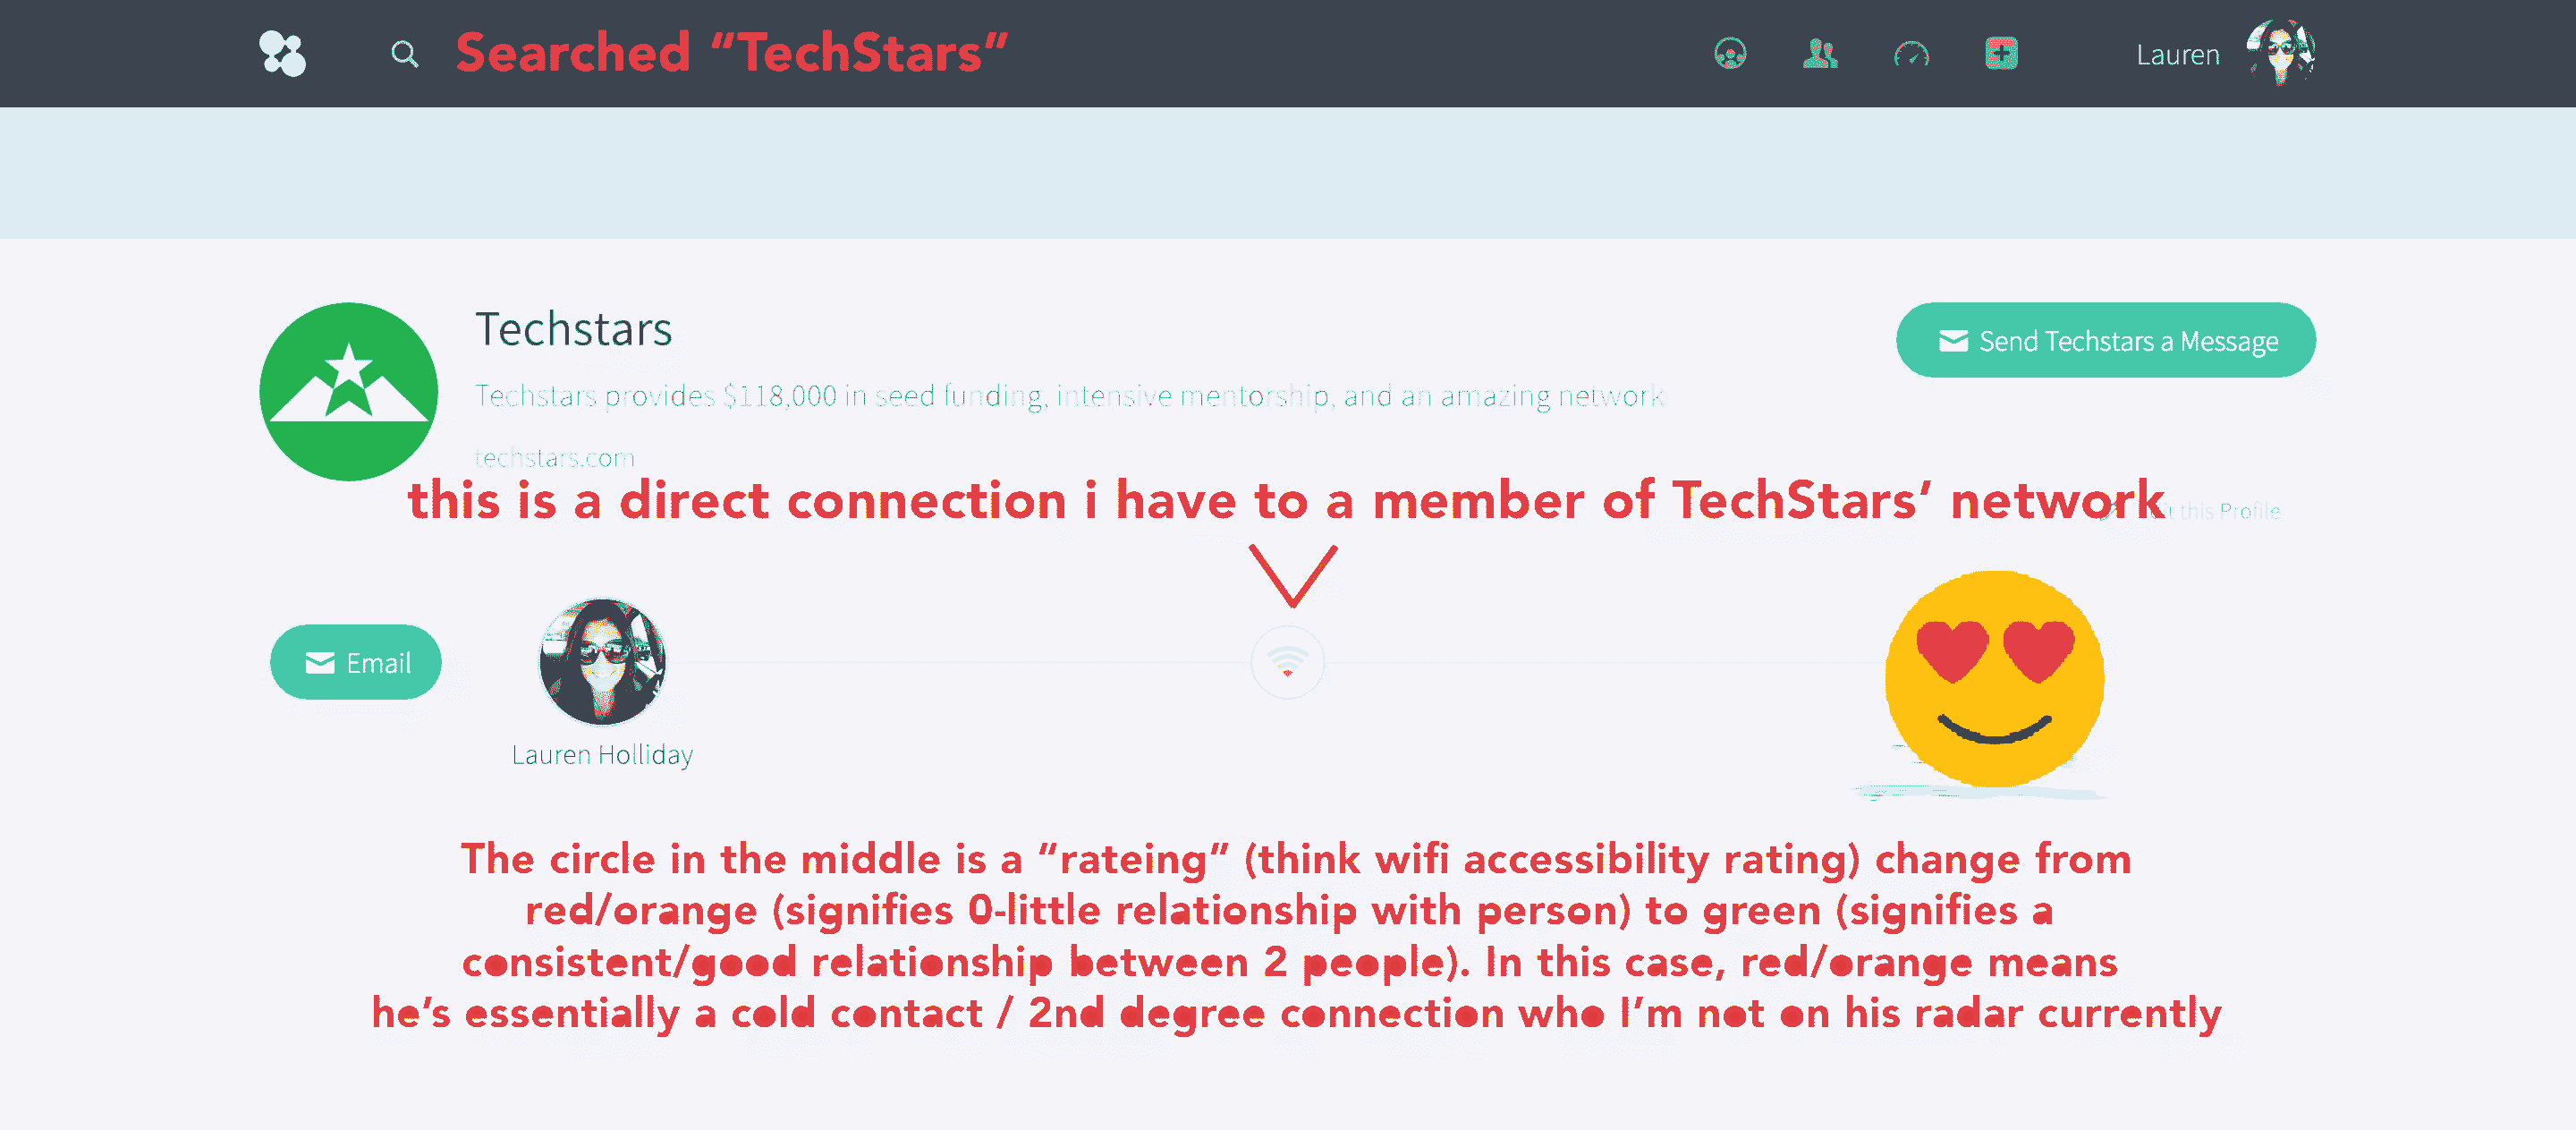 Searched “TechStars”
Lauren
Techstars
Send Techstars a Message
Techstars provides $118,000 in seed funding, intensive mentorship, and an amazing network
techstars.com
this is a direct connection i have to a member of TechStars’ network
this Profile
Email
Lauren Holliday
The circle in the middle is a “rateing” (think wifi accessibility rating) change from
red/orange (signifies 0-little relationship with person) to green (signifies a
consistent/good relationship between 2 people). In this case, red/orange means
he’s essentially a cold contact / 2nd degree connection who I’m not on his radar currently